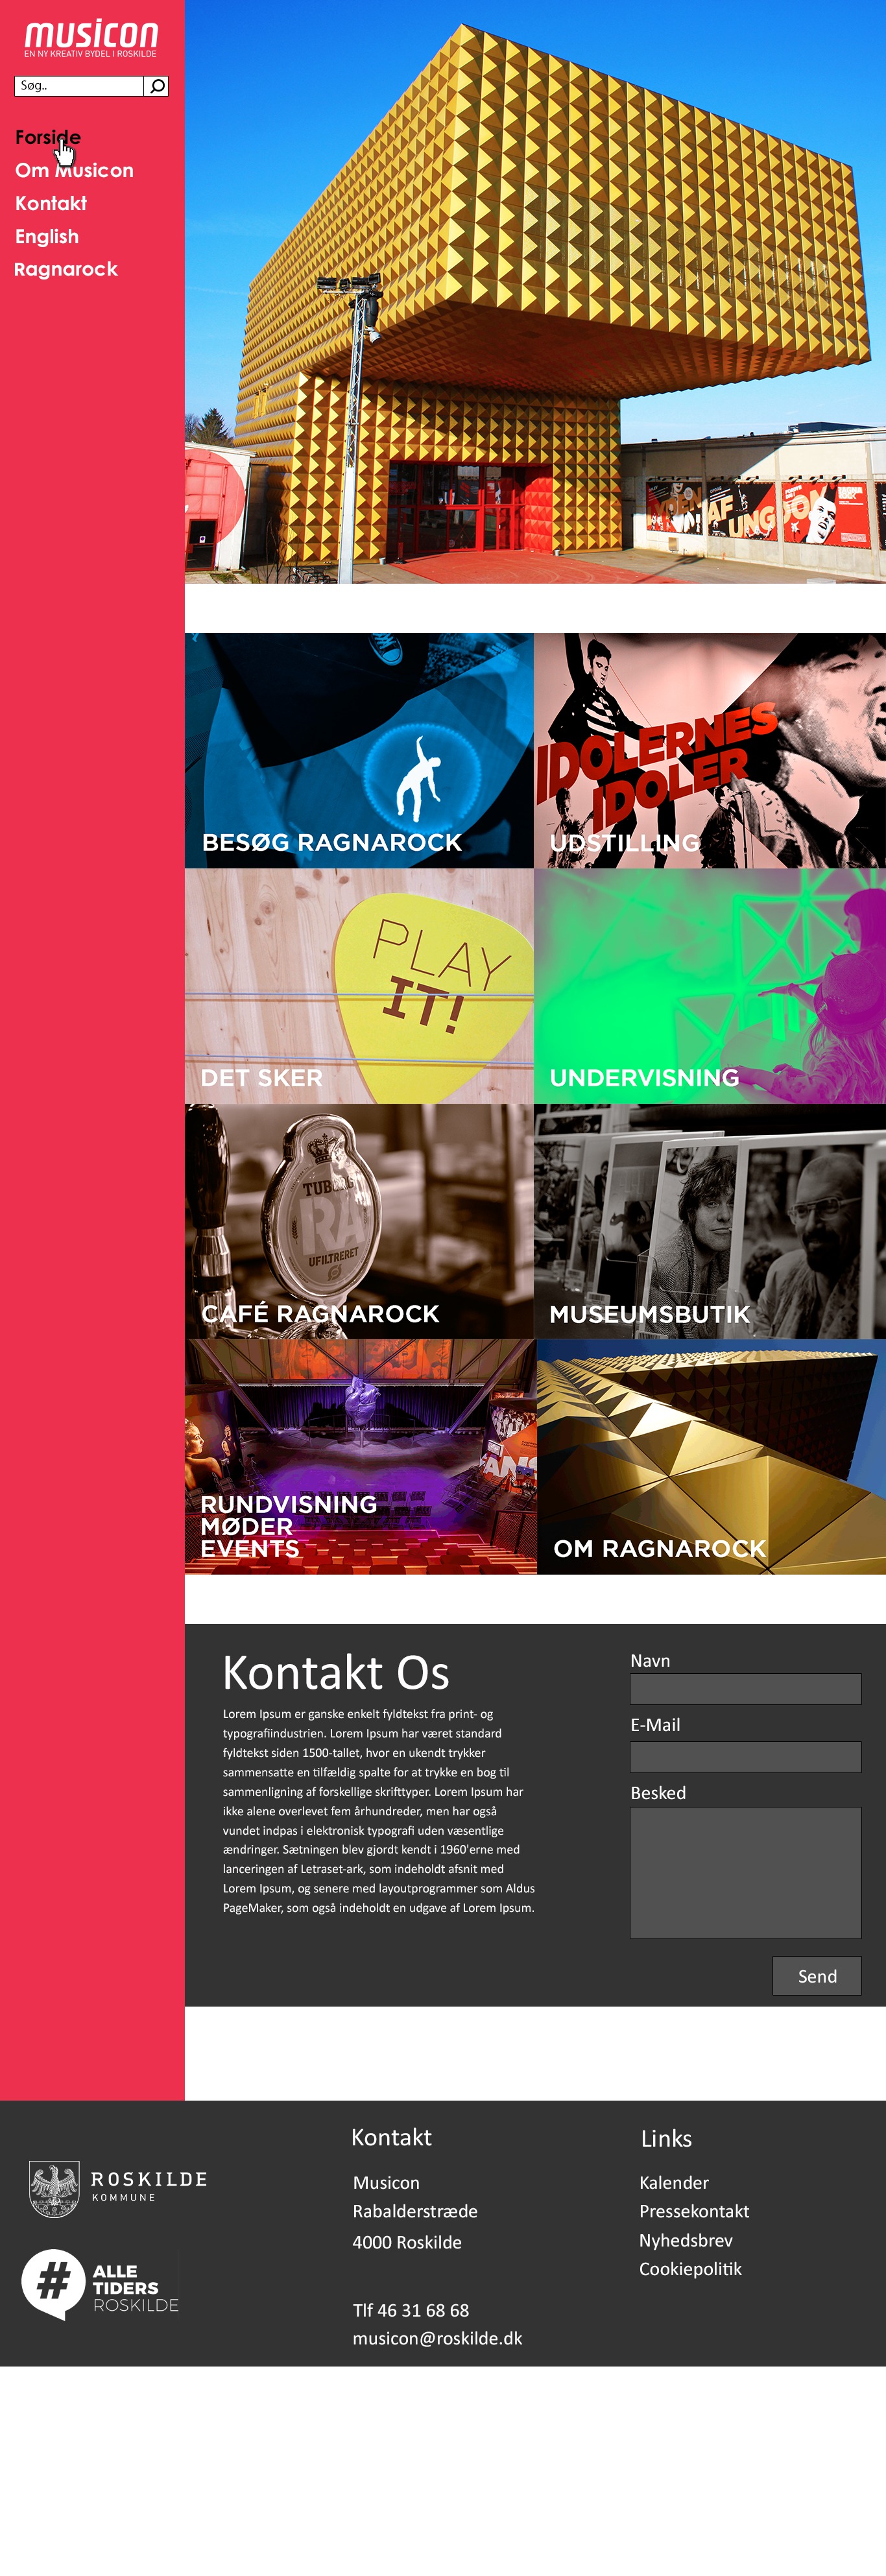 musicon
EN NY KREATIV BYDEL I ROSKILDE
Søg..
Forside
Om Musicon
Kontakt
English
Ragnarock
IDOLERNES
IDOLER
BESØG RAGNAROCK
UDSTILLING
PLAY
IT!
DET SKER
UNDERVISNING
TUBORG
RÅ
UFILTRERET
CAFÉ RAGNAROCK
MUSEUMSBUTIK
RUNDVISNING
MØDER
EVENTS
OM RAGNAROCK
Kontakt Os
Lorem Ipsum er ganske enkelt fyldtekst fra print- og
typografiindustrien. Lorem Ipsum har været standard
fyldtekst siden 1500-tallet, hvor en ukendt trykker
sammensatte en tilfældig spalte for at trykke en bog til
sammenligning af forskellige skrifttyper. Lorem Ipsum har
ikke alene overlevet fem århundreder, men har også
vundet indpas i elektronisk typografi uden væsentlige
ændringer. Sætningen blev gjordt kendt i 1960'erne med
lanceringen af Letraset-ark, som indeholdt afsnit med
Lorem Ipsum, og senere med layoutprogrammer som Aldus
PageMaker, som også indeholdt en udgave af Lorem Ipsum.
Navn
E-Mail
Besked
Send
ROSKILDE
KOMMUNE
#
ALLE
TIDERS
ROSKILDE
Kontakt
Musicon
Rabalderstræde
4000 Roskilde
Tlf 46 31 68 68
musicon@roskilde.dk
Links
Kalender
Pressekontakt
Nyhedsbrev
Cookiepolitik